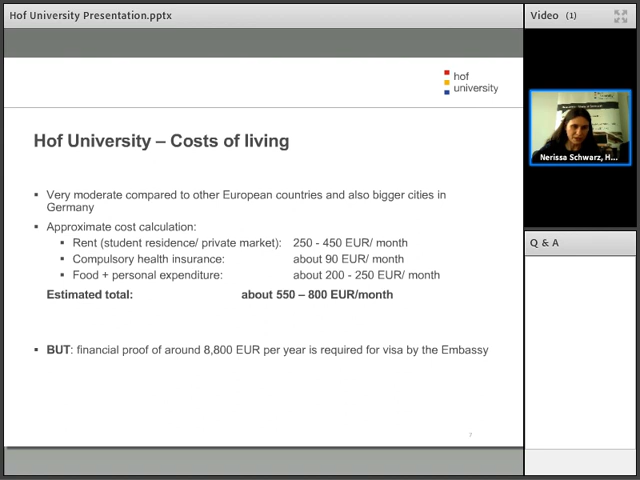 Hof University Presentation.pptx
Video (1)
hof
university
Hof University – Costs of living
Nerissa Schwarz, H...
▪ Very moderate compared to other European countries and also bigger cities in
Germany
▪ Approximate cost calculation:
▪ Rent (student residence/ private market): 250 - 450 EUR/ month
▪ Compulsory health insurance: about 90 EUR/ month
▪ Food + personal expenditure: about 200 - 250 EUR/ month
Estimated total: about 550 – 800 EUR/month
▪ BUT: financial proof of around 8,800 EUR per year is required for visa by the Embassy
7
Q & A